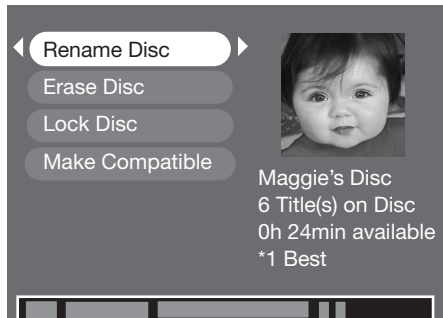 Rename Disc
Erase Disc
Lock Disc
Make Compatible
Maggie's Disc
6 Title(s) on Disc
0h 24min available
*1 Best